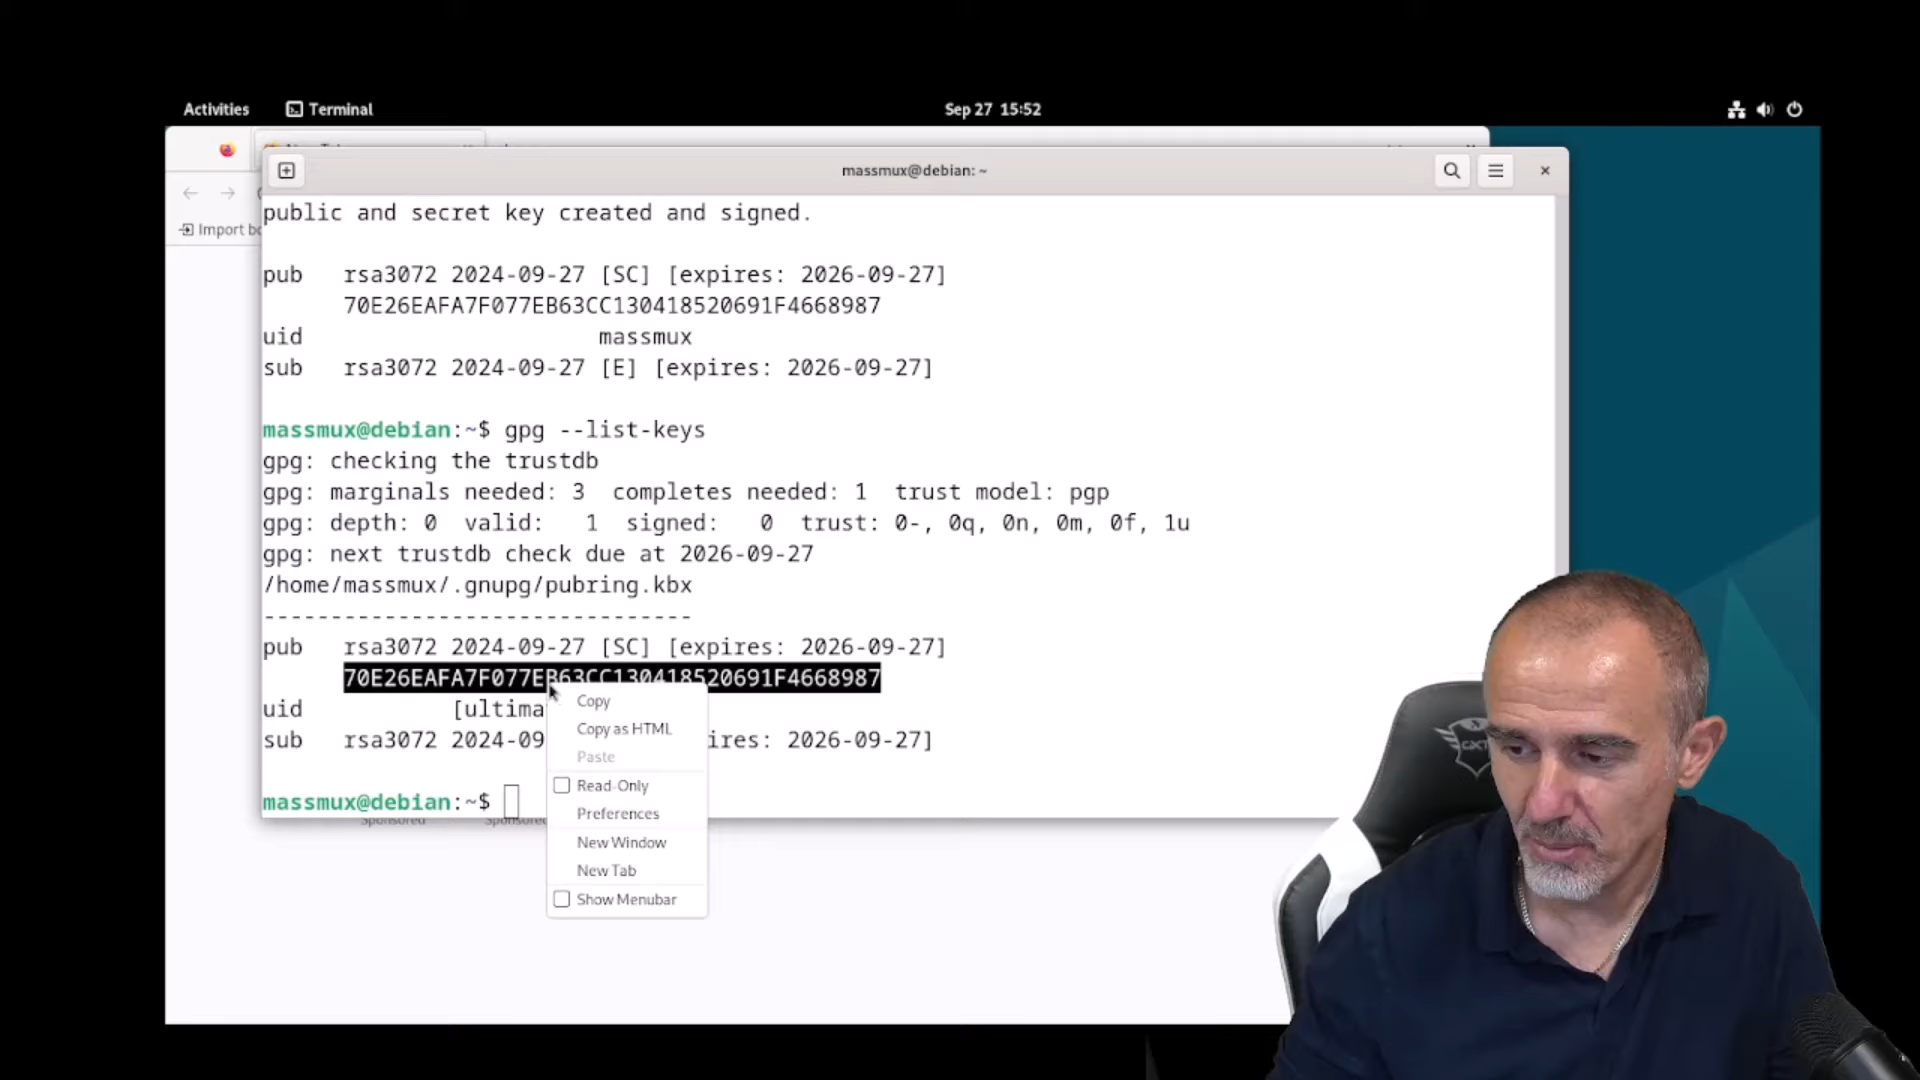 Activities
Terminal
Sep 27 15:52
massmux@debian: ~
Import
public and secret key created and signed.
pub rsa3072 2024-09-27 [SC] [expires: 2026-09-27]
70E26EAFA7F077EB63CC130418520691F4668987
uid massmux
sub rsa3072 2024-09-27 [E] [expires: 2026-09-27]
massmux@debian:~$ gpg --list-keys
gpg: checking the trustdb
gpg: marginals needed: 3 completes needed: 1 trust model: pgp
gpg: depth: 0 valid: 1 signed: 0 trust: 0-, 0q, 0n, 0m, 0f, 1u
gpg: next trustdb check due at 2026-09-27
/home/massmux/.gnupg/pubring.kbx
--------------------------------
pub rsa3072 2024-09-27 [SC] [expires: 2026-09-27]
70E26EAFA7F077EB63CC130418520691F4668987
uid [ultima
sub rsa3072 2024-09 ires: 2026-09-27]
massmux@debian:~$
Sponsored Sponsored
Copy
Copy as HTML
Paste
Read-Only
Preferences
New Window
New Tab
Show Menubar